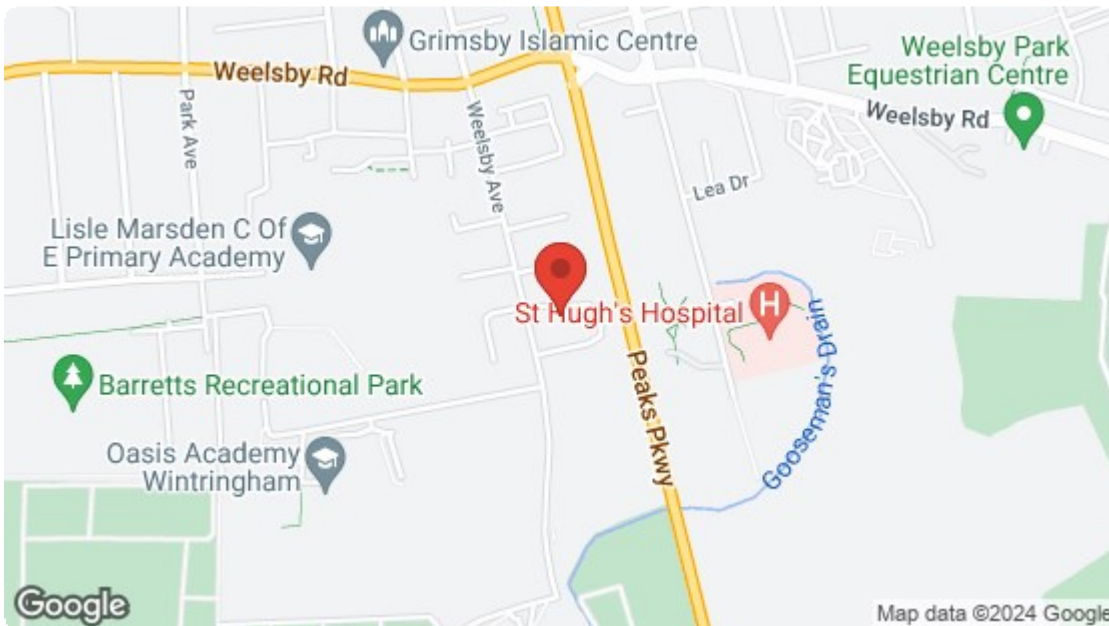 Grimsby Islamic Centre
Weelsby Park
Equestrian Centre
Weelsby Rd
Weelsby Rd
Park Ave
Weelsby Ave
Lea Dr
Lisle Marsden C Of
E Primary Academy
St Hugh's Hospital
H
Gooseman's Drain
Peaks Pkwy
Barretts Recreational Park
Oasis Academy
Wintringham
Google
Map data ©2024 Google